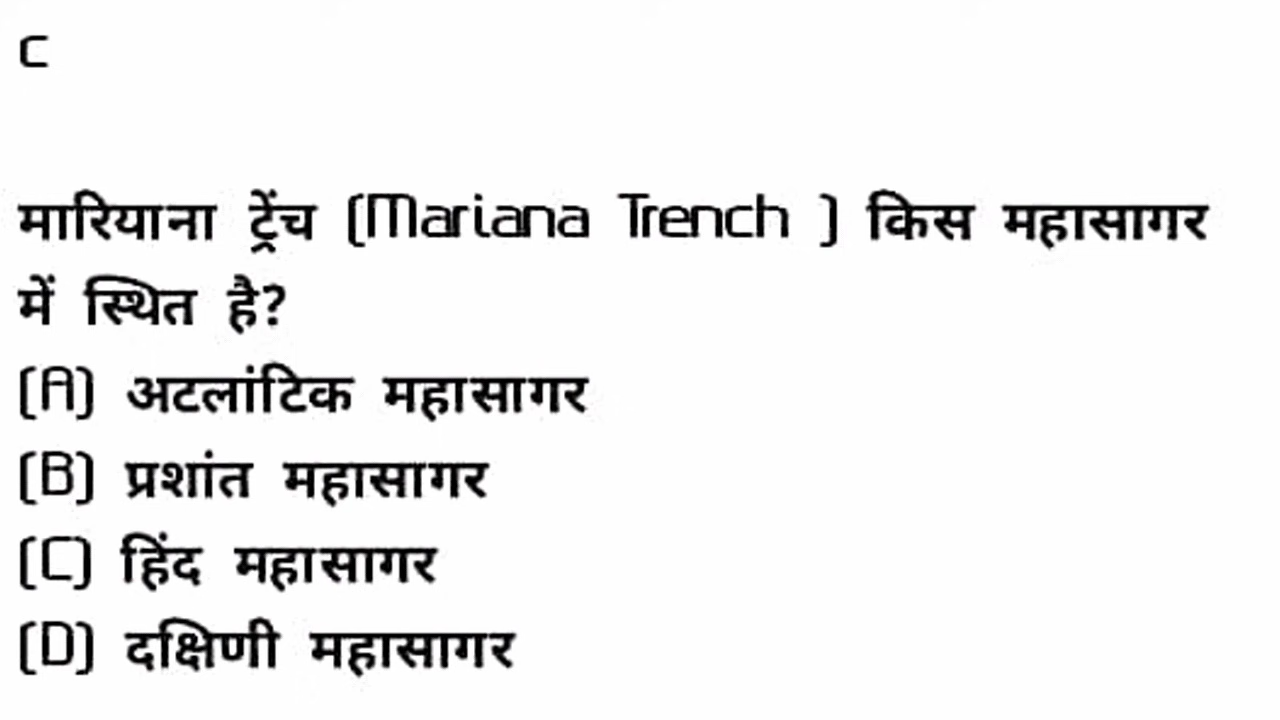 C
मारियाना ट्रेंच (Mariana Trench ) किस महासागर
में स्थित है?
(A) अटलांटिक महासागर
(B) प्रशांत महासागर
(C) हिंद महासागर
(D) दक्षिणी महासागर